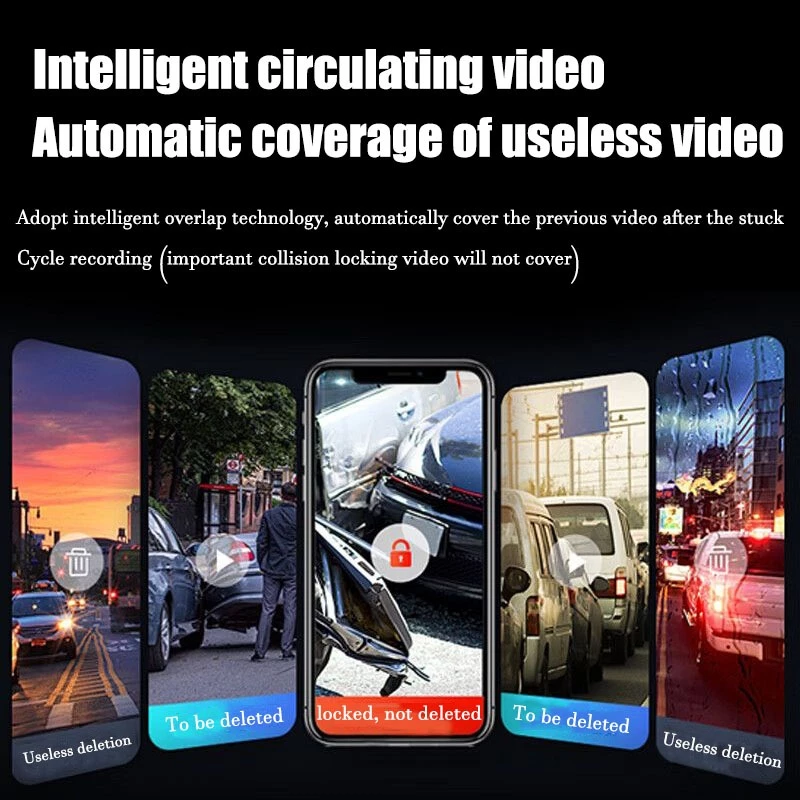 Intelligent circulating video
Automatic coverage of useless video
Adopt intelligent overlap technology, automatically cover the previous video after the stuck
Cycle recording (important collision locking video will not cover)
Useless deletion
To be deleted
locked, not deleted
To be deleted
Useless deletion